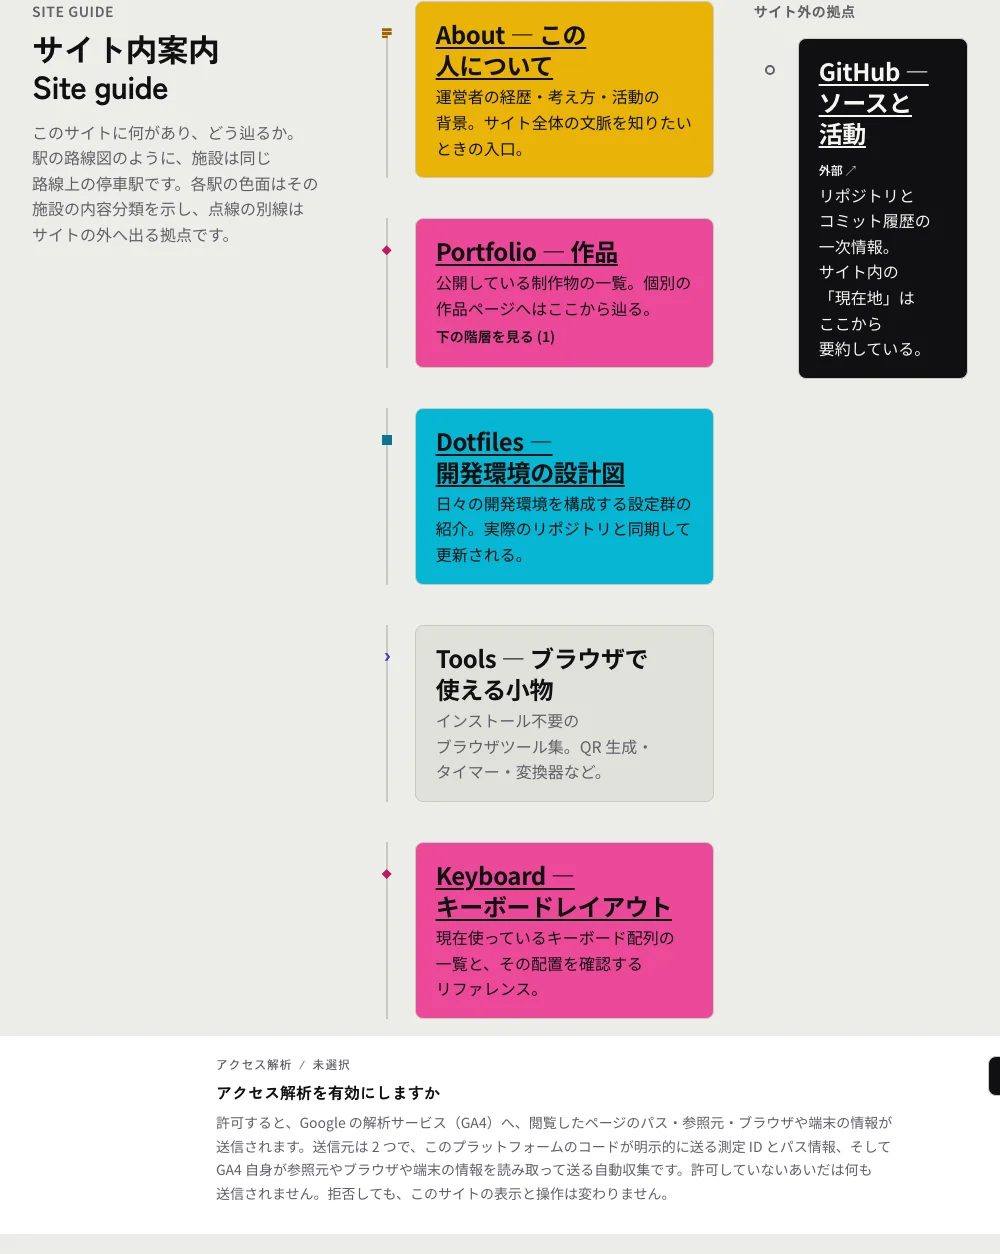 SITE GUIDE
サイト内案内
Site guide
このサイトに何があり、どう辿るか。
駅の路線図のように、施設は同じ
路線上の停車駅です。各駅の色面はその
施設の内容分類を示し、点線の別線は
サイトの外へ出る拠点です。
About — この
人について
運営者の経歴・考え方・活動の
背景。サイト全体の文脈を知りたい
ときの入口。
Portfolio — 作品
公開している制作物の一覧。個別の
作品ページへはここから辿る。
下の階層を見る (1)
Dotfiles —
開発環境の設計図
日々の開発環境を構成する設定群の
紹介。実際のリポジトリと同期して
更新される。
Tools — ブラウザで
使える小物
インストール不要の
ブラウザツール集。QR 生成・
タイマー・変換器など。
Keyboard —
キーボードレイアウト
現在使っているキーボード配列の
一覧と、その配置を確認する
リファレンス。
サイト外の拠点
GitHub —
ソースと
活動
外部 ↗
リポジトリと
コミット履歴の
一次情報。
サイト内の
「現在地」は
ここから
要約している。
アクセス解析 / 未選択
アクセス解析を有効にしますか
許可すると、Google の解析サービス（GA4）へ、閲覧したページのパス・参照元・ブラウザや端末の情報が
送信されます。送信元は 2 つで、このプラットフォームのコードが明示的に送る測定 ID とパス情報、そして
GA4 自身が参照元やブラウザや端末の情報を読み取って送る自動収集です。許可していないあいだは何も
送信されません。拒否しても、このサイトの表示と操作は変わりません。